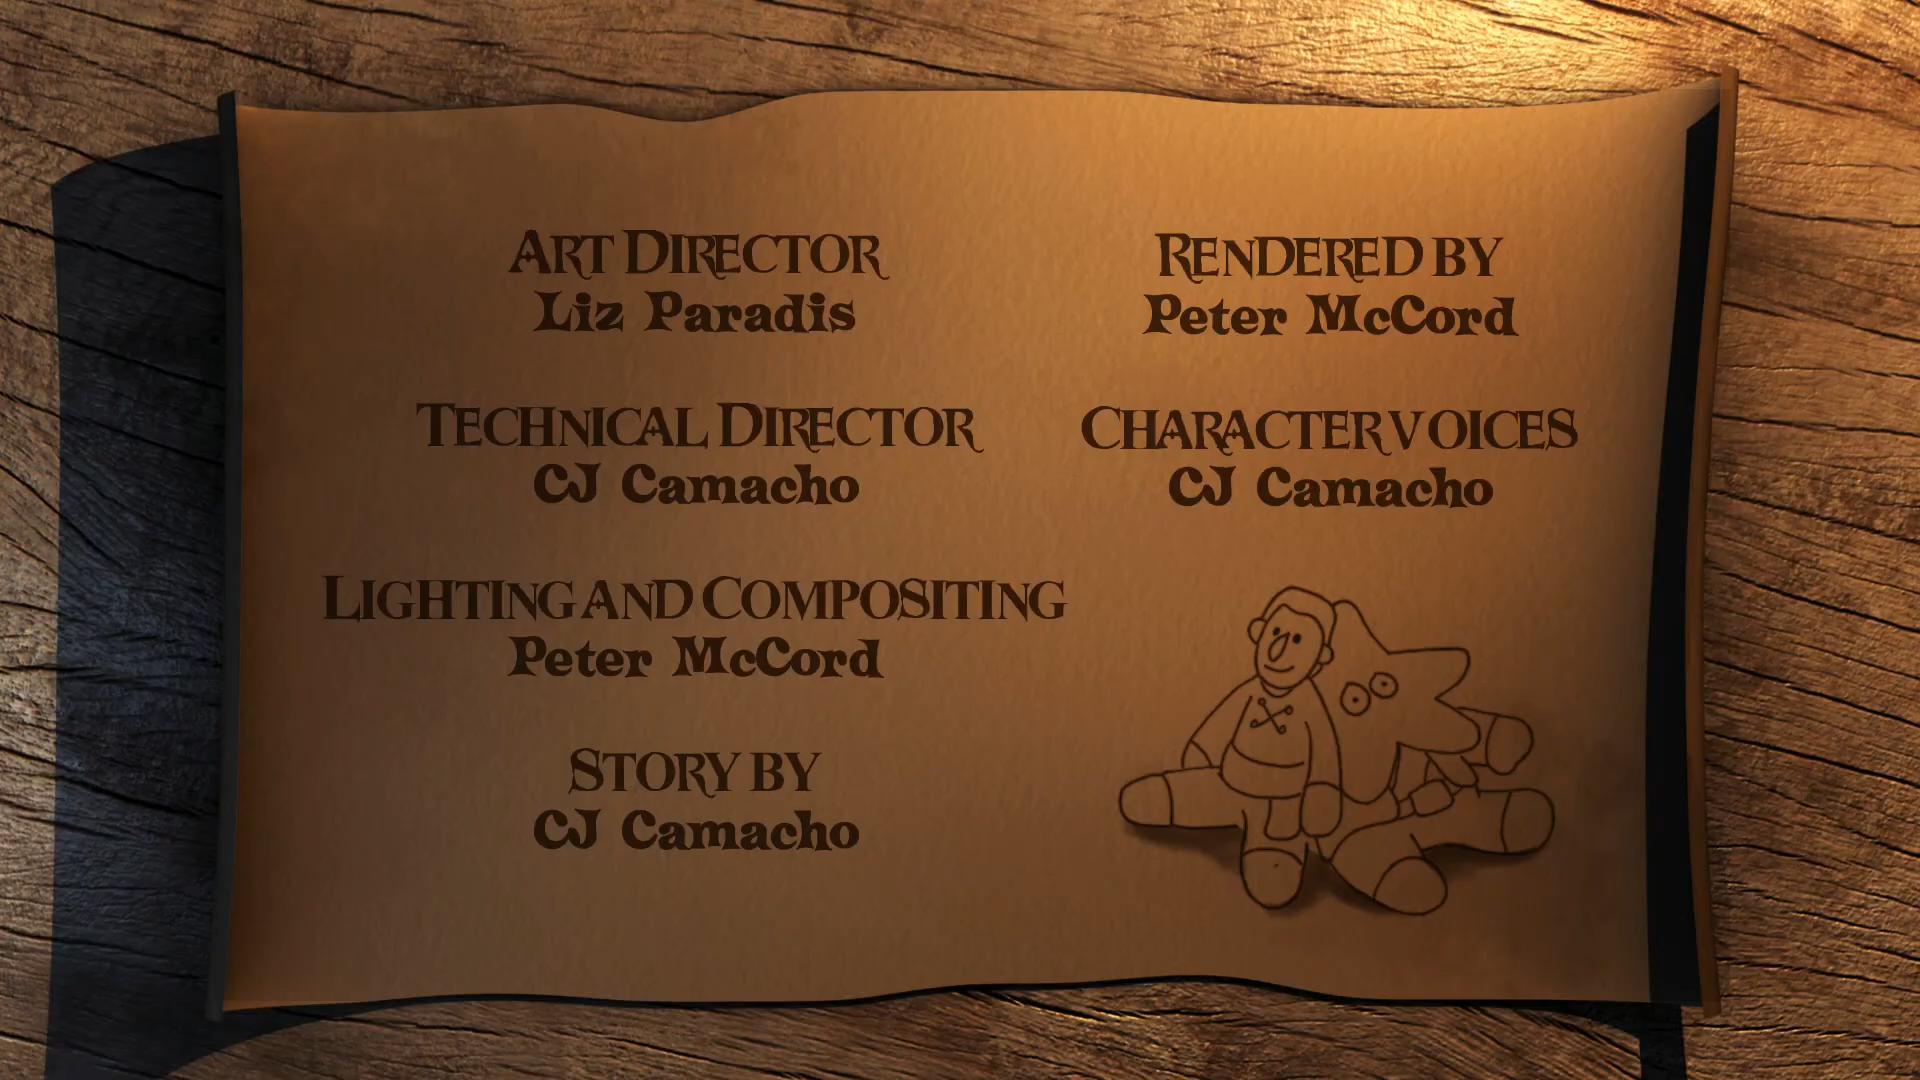 ART DIRECTOR
Liz Paradis
TECHNICAL DIRECTOR
CJ Camacho
LIGHTING AND COMPOSITING
Peter McCord
STORY BY
CJ Camacho
RENDERED BY
Peter McCord
CHARACTER VOICES
CJ Camacho